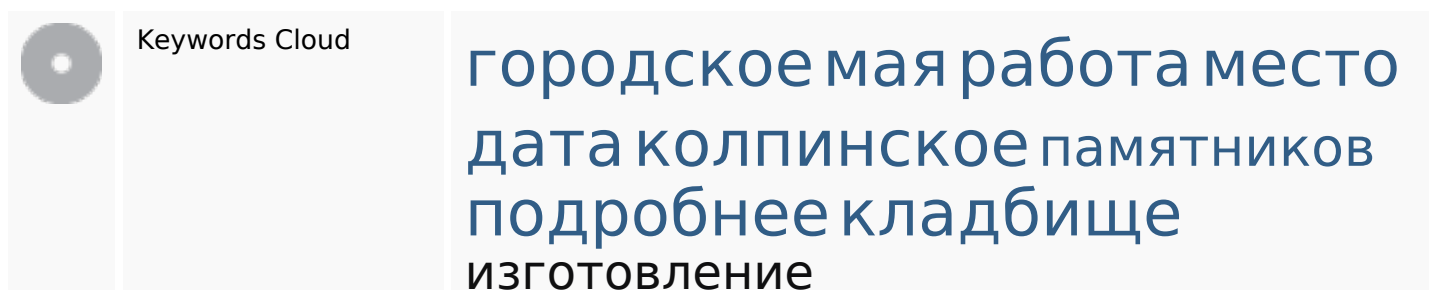 Keywords Cloud
городское мая работа место
дата колпинское памятников
подробнее кладбище
изготовление